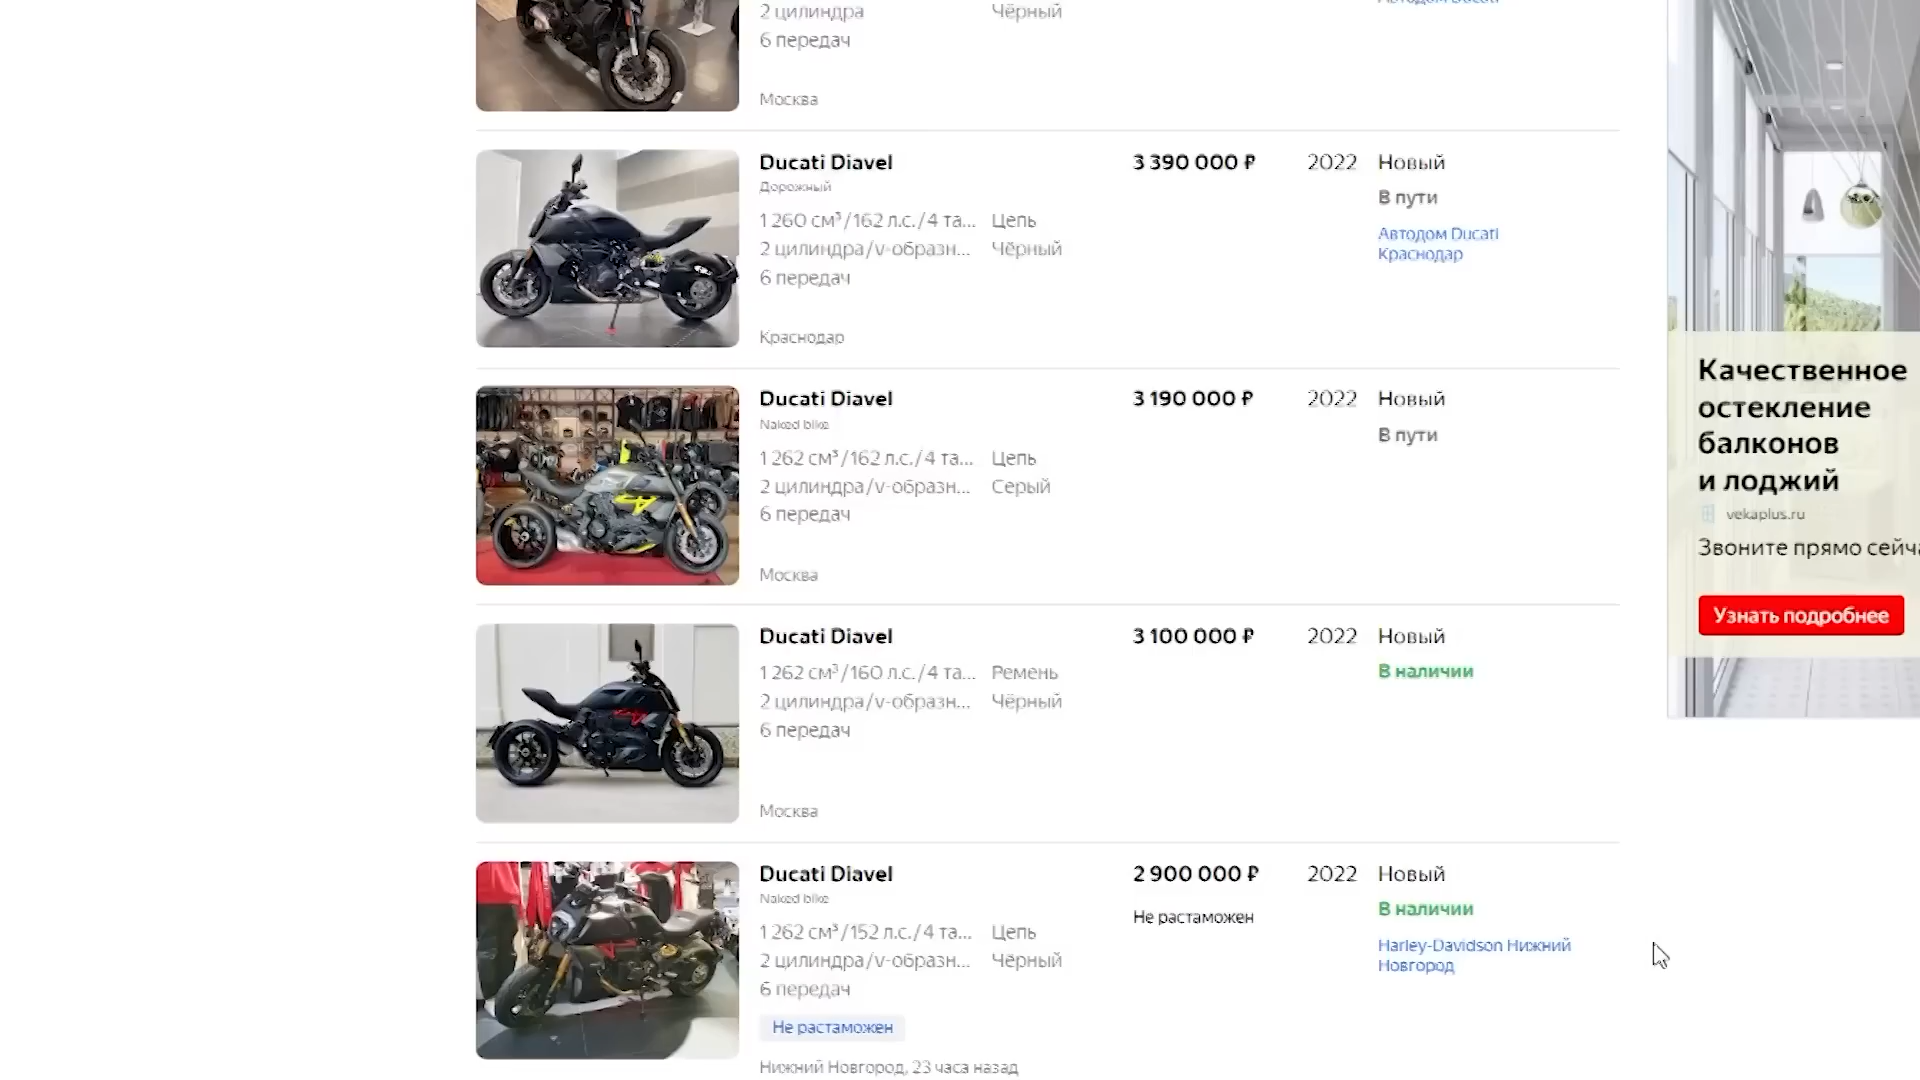 2 цилиндра Чёрный
6 передач
Москва
Ducati Diavel 3 390 000 ₽ 2022 Новый
Дорожный
В пути
1 260 см³/162 л.с./4 та... Цепь
Автодом Ducati
2 цилиндра/v-образн... Чёрный
Краснодар
6 передач
Краснодар
Ducati Diavel 3 190 000 ₽ 2022 Новый
Naked bike
В пути
1 262 см³/162 л.с./4 та... Цепь
2 цилиндра/v-образн... Серый
6 передач
Москва
Ducati Diavel 3 100 000 ₽ 2022 Новый
1 262 см³/160 л.с./4 та... Ремень
В наличии
2 цилиндра/v-образн... Чёрный
6 передач
Москва
Ducati Diavel 2 900 000 ₽ 2022 Новый
Naked bike
Не растаможен
В наличии
1 262 см³/152 л.с./4 та... Цепь
Harley-Davidson Нижний
2 цилиндра/v-образн... Чёрный
Новгород
6 передач
Не растаможен
Нижний Новгород, 23 часа назад
Качественное
остекление
балконов
и лоджий
vekaplus.ru
Звоните прямо сейча
Узнать подробнее